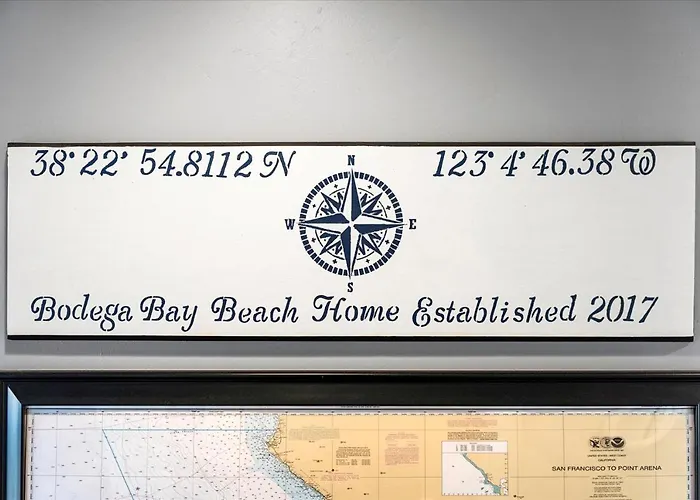 38° 22' 54.8112 N
123° 4' 46.38 W
N
W
E
S
Bodega Bay Beach Home Established 2017
SAN FRANCISCO TO POINT ARENA